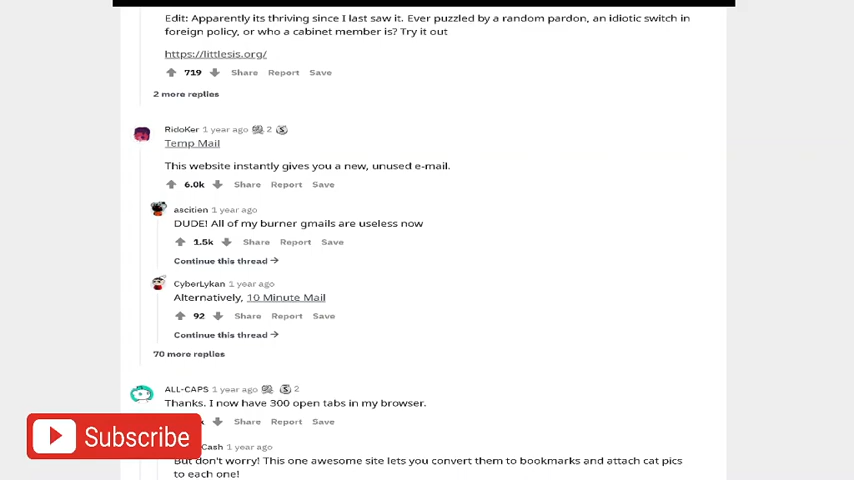 Edit: Apparently its thriving since I last saw it. Ever puzzled by a random pardon, an idiotic switch in
foreign policy, or who a cabinet member is? Try it out
https://littlesis.org/
719 Share Report Save
2 more replies
RidoKer 1 year ago 2
Temp Mail
This website instantly gives you a new, unused e-mail.
6.0k Share Report Save
ascitien 1 year ago
DUDE! All of my burner gmails are useless now
1.5k Share Report Save
Continue this thread →
CyberLykan 1 year ago
Alternatively, 10 Minute Mail
92 Share Report Save
Continue this thread →
70 more replies
ALL-CAPS 1 year ago 2
Thanks. I now have 300 open tabs in my browser.
Share Report Save
Subscribe
Cash 1 year ago
But don't worry! This one awesome site lets you convert them to bookmarks and attach cat pics
to each one!